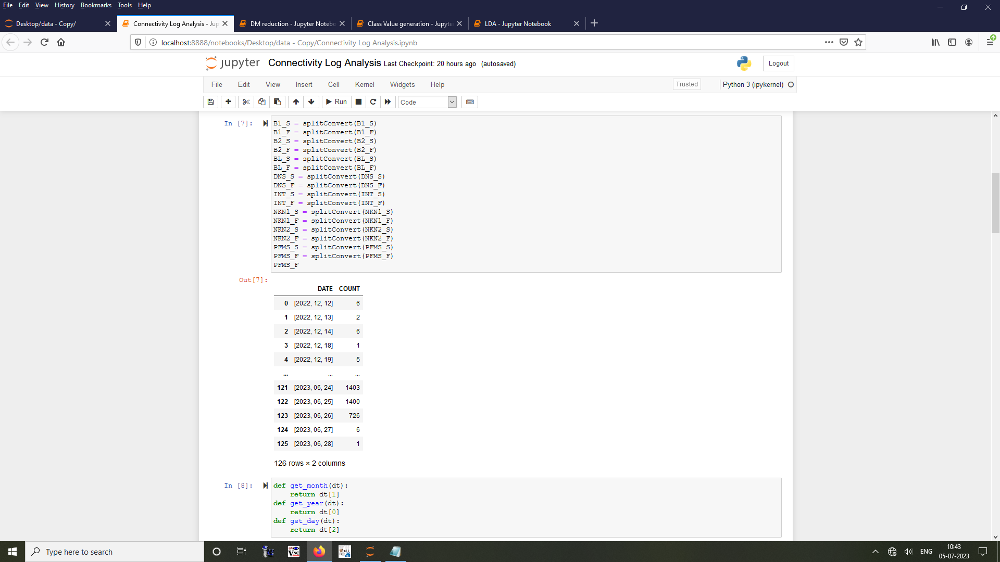 File Edit View History Bookmarks Tools Help
Desktop/data - Copy/
Connectivity Log Analysis - Jup
DM reduction - Jupyter Notebo
Class Value generation - Jupyte
LDA - Jupyter Notebook
localhost:8888/notebooks/Desktop/data - Copy/Connectivity Log Analysis.ipynb
jupyter Connectivity Log Analysis Last Checkpoint: 20 hours ago (autosaved)
Logout
File Edit View Insert Cell Kernel Widgets Help
Trusted
Python 3 (ipykernel)
Run
Code
In [7]:
B1_S = splitConvert(B1_S)
B1_F = splitConvert(B1_F)
B2_S = splitConvert(B2_S)
B2_F = splitConvert(B2_F)
BL_S = splitConvert(BL_S)
BL_F = splitConvert(BL_F)
DNS_S = splitConvert(DNS_S)
DNS_F = splitConvert(DNS_F)
INT_S = splitConvert(INT_S)
INT_F = splitConvert(INT_F)
NKN1_S = splitConvert(NKN1_S)
NKN1_F = splitConvert(NKN1_F)
NKN2_S = splitConvert(NKN2_S)
NKN2_F = splitConvert(NKN2_F)
PFMS_S = splitConvert(PFMS_S)
PFMS_F = splitConvert(PFMS_F)
PFMS_F
Out[7]:
DATE COUNT
0 [2022, 12, 12] 6
1 [2022, 12, 13] 2
2 [2022, 12, 14] 6
3 [2022, 12, 18] 1
4 [2022, 12, 19] 5
... ... ...
121 [2023, 06, 24] 1403
122 [2023, 06, 25] 1400
123 [2023, 06, 26] 726
124 [2023, 06, 27] 6
125 [2023, 06, 28] 1
126 rows × 2 columns
In [8]:
def get_month(dt):
    return dt[1]
def get_year(dt):
    return dt[0]
def get_day(dt):
    return dt[2]
Type here to search
VNC
ENG
10:43
05-07-2023